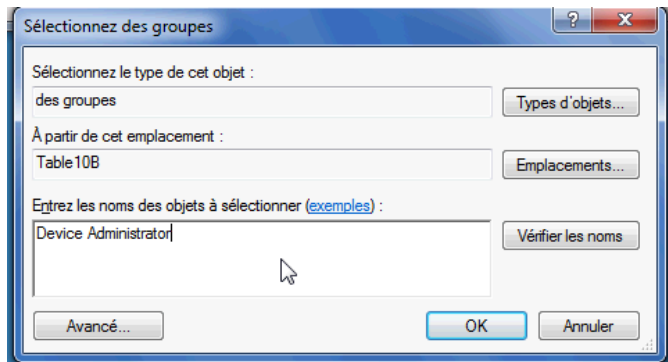 Sélectionnez des groupes
Sélectionnez le type de cet objet :
des groupes
Types d'objets...
À partir de cet emplacement :
Table10B
Emplacements...
Entrez les noms des objets à sélectionner (exemples) :
Device Administrator
Vérifier les noms
Avancé...
OK
Annuler